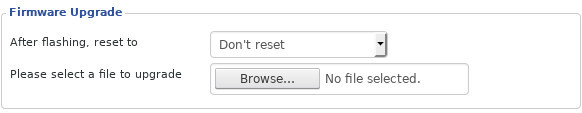 Firmware Upgrade
After flashing, reset to Don't reset
Please select a file to upgrade Browse... No file selected.